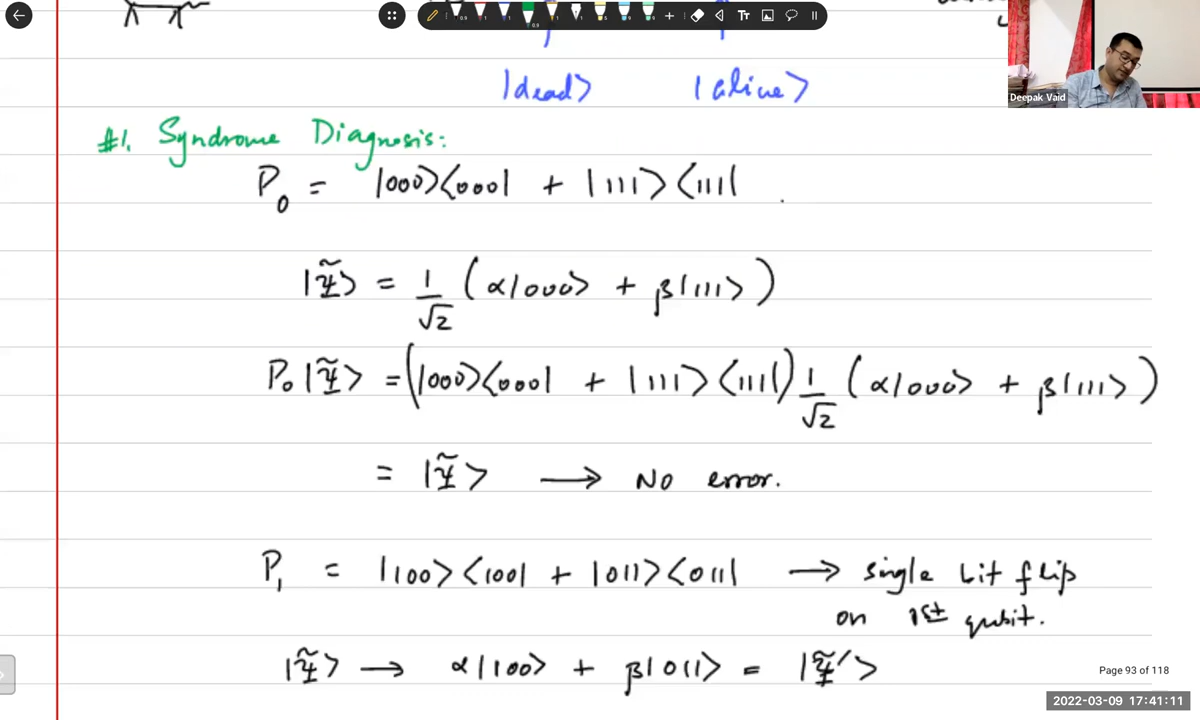 |dead> |alive>
Deepak Vaid
#1. Syndrome Diagnosis:
P₀ = |000><000| + |111><111|
|Ψ̃> = 1/√2 (α|000> + β|111>)
P₀|Ψ̃> = (|000><000| + |111><111|) 1/√2 (α|000> + β|111>)
= |Ψ̃> → No error.
P₁ = |100><100| + |011><011| → single bit flip
on 1st qubit.
|Ψ̃> → α|100> + β|011> = |Ψ̃'>
Page 93 of 118
2022-03-09 17:41:11